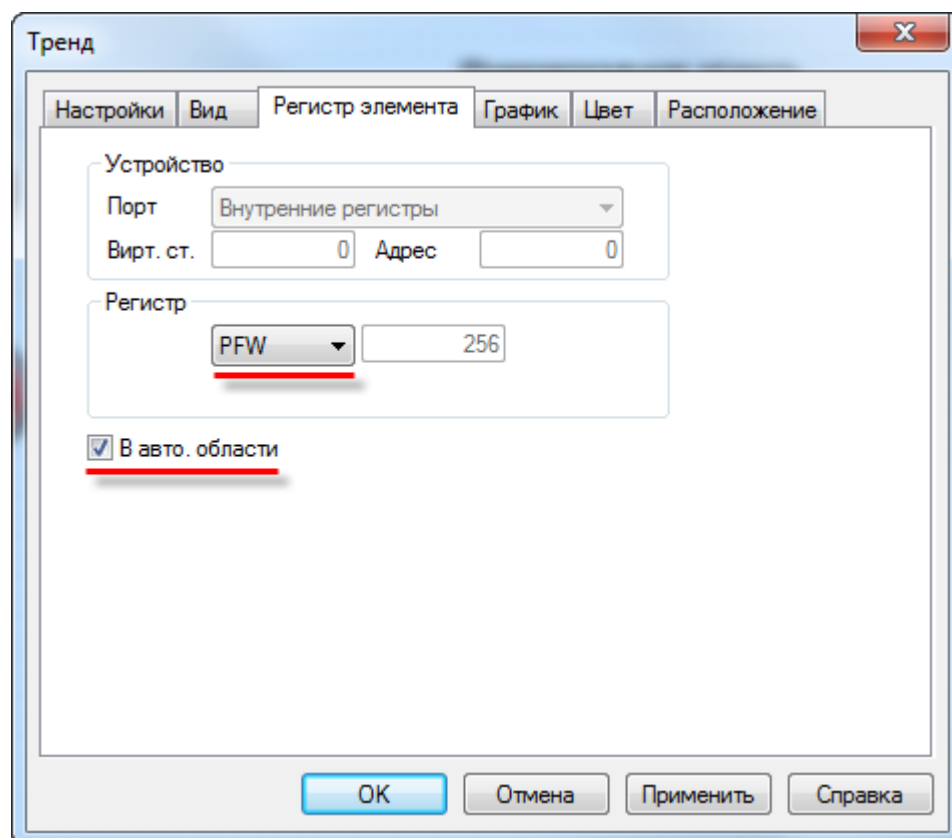 Тренд
Настройки Вид Регистр элемента График Цвет Расположение
Устройство
Порт Внутренние регистры
Вирт. ст. 0 Адрес 0
Регистр
PFW 256
В авто. области
OK Отмена Применить Справка